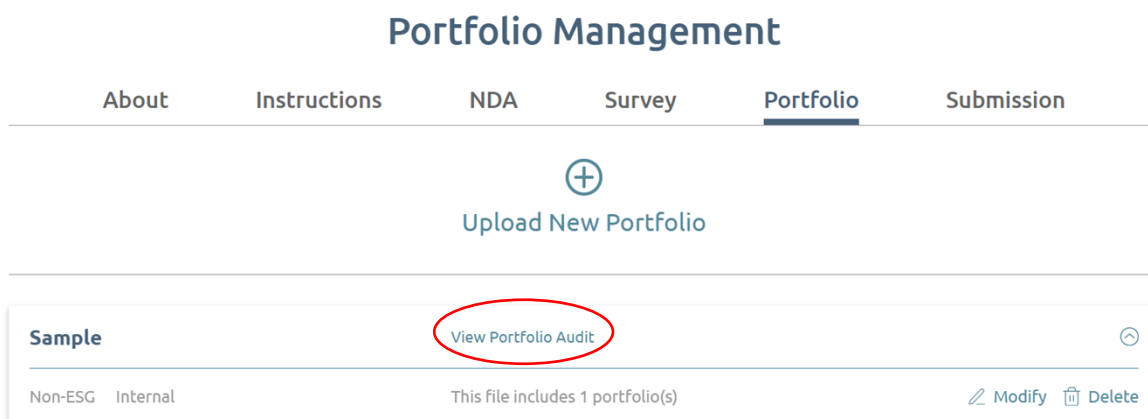 Portfolio Management
About Instructions NDA Survey Portfolio Submission
Upload New Portfolio
Sample View Portfolio Audit
Non-ESG Internal This file includes 1 portfolio(s) Modify Delete